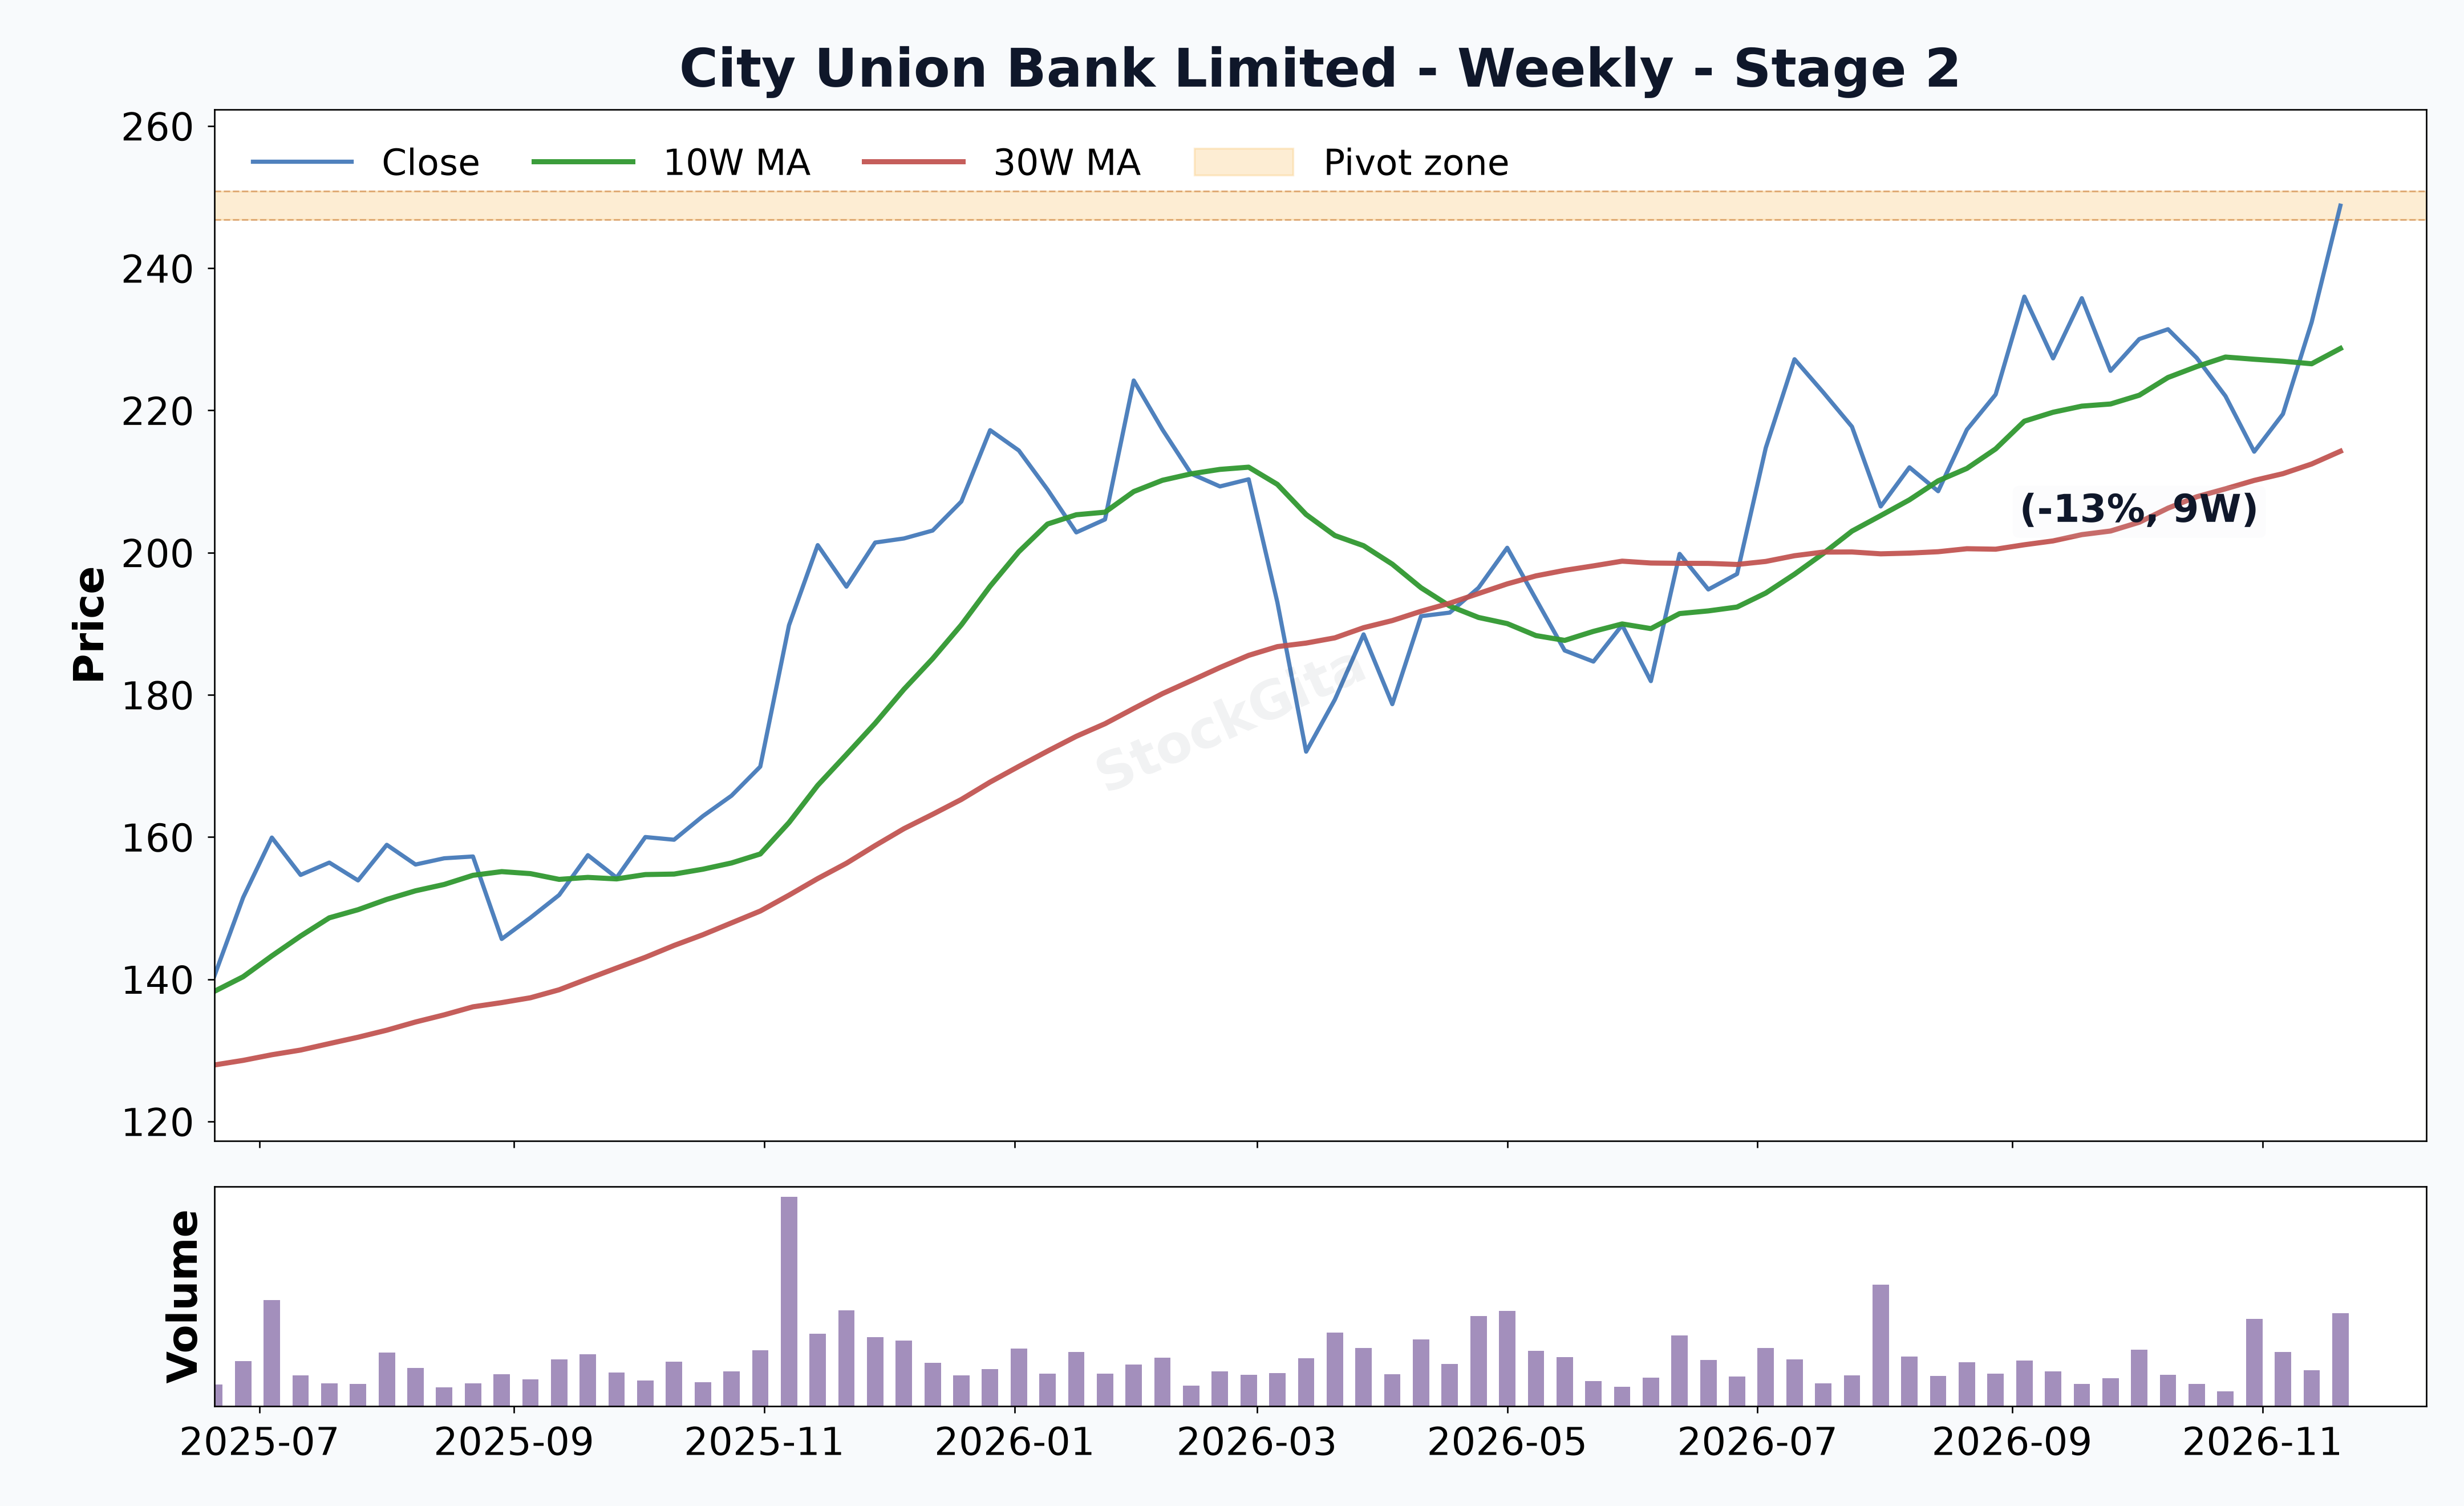 City Union Bank Limited - Weekly - Stage 2
Close 10W MA 30W MA Pivot zone
260
240
220
200
180
160
140
120
Price
(-13%, 9W)
StockGita
Volume
2025-07 2025-09 2025-11 2026-01 2026-03 2026-05 2026-07 2026-09 2026-11